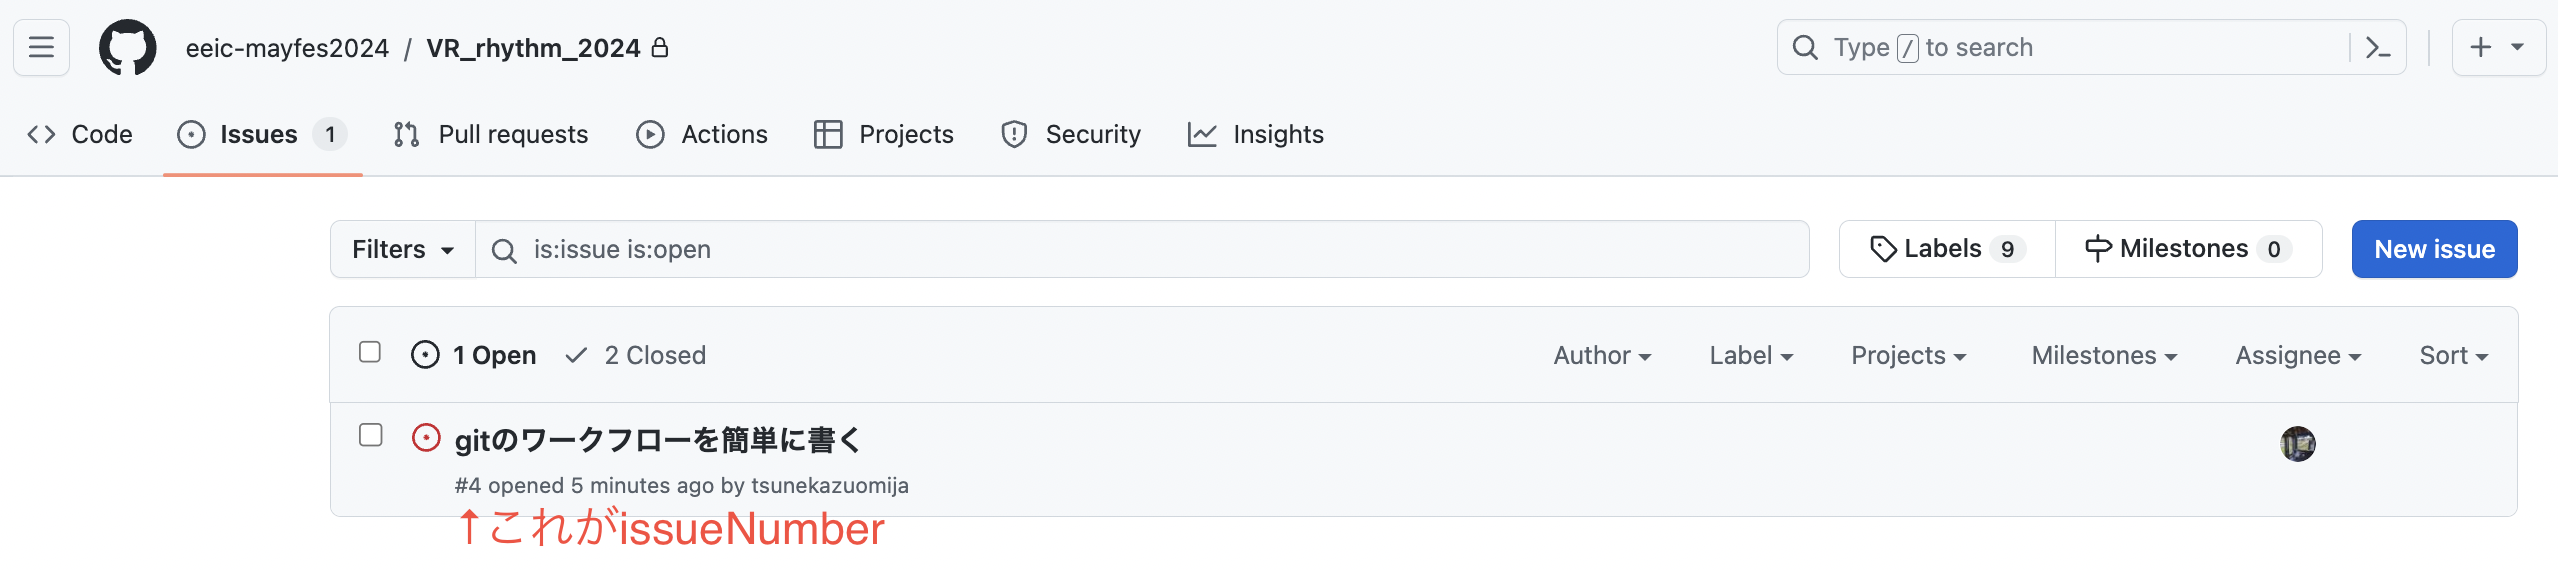 eeic-mayfes2024 / VR_rhythm_2024
Type / to search
Code Issues 1 Pull requests Actions Projects Security Insights
Filters is:issue is:open Labels 9 Milestones 0 New issue
1 Open 2 Closed Author Label Projects Milestones Assignee Sort
gitのワークフローを簡単に書く
#4 opened 5 minutes ago by tsunekazuomija
↑これがissueNumber